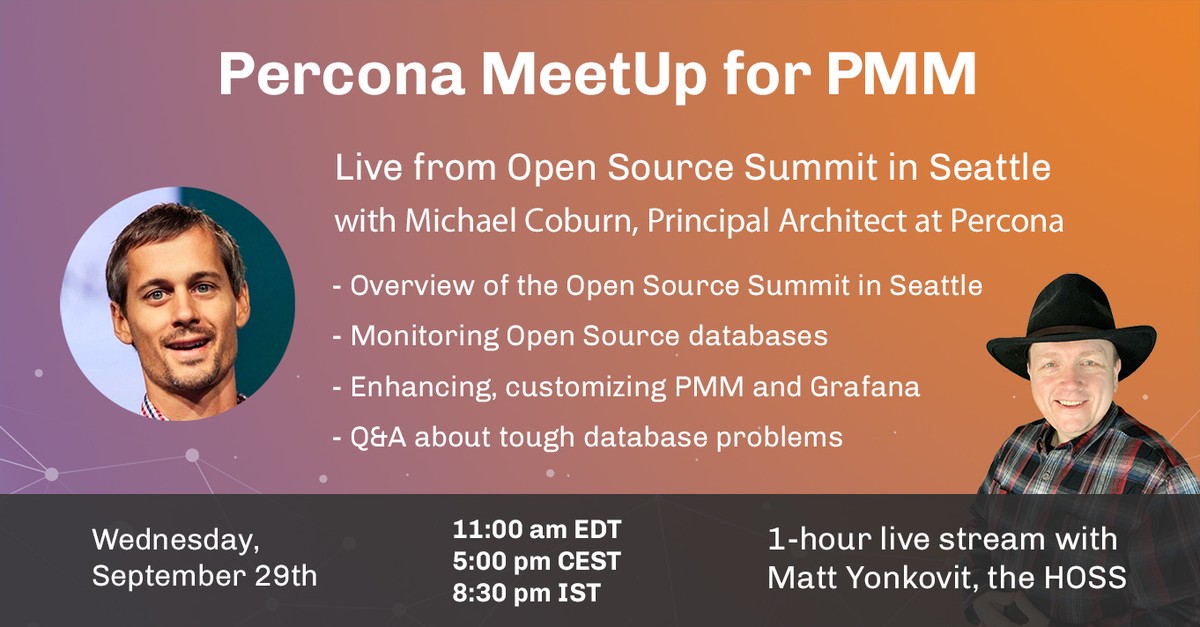 Percona MeetUp for PMM
Live from Open Source Summit in Seattle
with Michael Coburn, Principal Architect at Percona
- Overview of the Open Source Summit in Seattle
- Monitoring Open Source databases
- Enhancing, customizing PMM and Grafana
- Q&A about tough database problems
Wednesday,
September 29th
11:00 am EDT
5:00 pm CEST
8:30 pm IST
1-hour live stream with
Matt Yonkovit, the HOSS